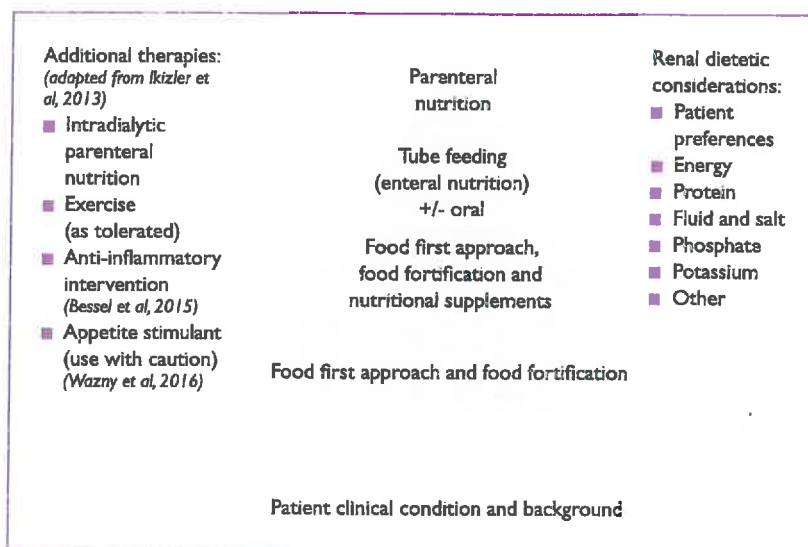 Additional therapies:
(adapted from Ikizler et
al, 2013)
Intradialytic
parenteral
nutrition
Exercise
(as tolerated)
Anti-inflammatory
intervention
(Bessel et al, 2015)
Appetite stimulant
(use with caution)
(Wazny et al, 2016)
Parenteral
nutrition
Tube feeding
(enteral nutrition)
+/- oral
Food first approach,
food fortification and
nutritional supplements
Food first approach and food fortification
Patient clinical condition and background
Renal dietetic
considerations:
Patient
preferences
Energy
Protein
Fluid and salt
Phosphate
Potassium
Other